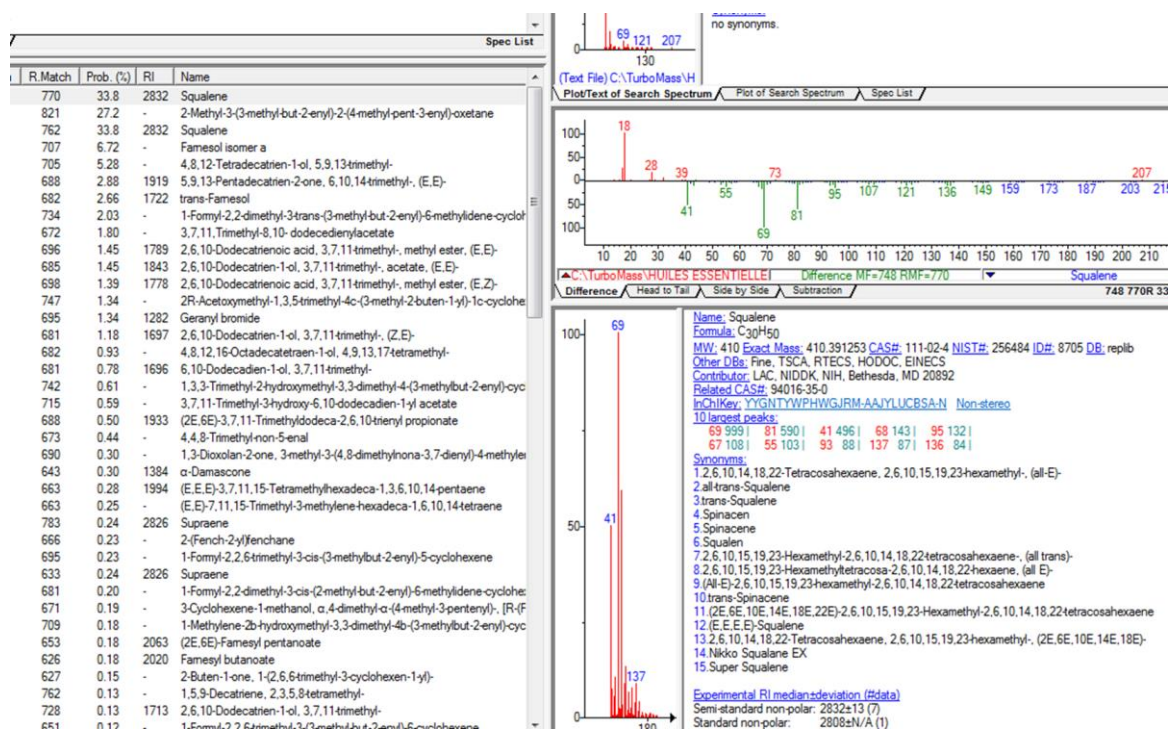 no synonyms.
69 121 207
0
130
(Text File) C:\TurboMass\H
Spec List
Plot/Text of Search Spectrum Plot of Search Spectrum Spec List
R.Match Prob. (%) RI Name
770 33.8 2832 Squalene
821 27.2 - 2-Methyl-3-(3-methyl-but-2-enyl)-2-(4-methyl-pent-3-enyl)-oxetane
762 33.8 2832 Squalene
707 6.72 - Farnesol isomer a
705 5.28 - 4,8,12-Tetradecatrien-1-ol, 5,9,13-trimethyl-
688 2.88 1919 5,9,13-Pentadecatrien-2-one, 6,10,14-trimethyl-, (E,E)-
682 2.66 1722 trans-Farnesol
734 2.03 - 1-Formyl-2,2-dimethyl-3-trans-(3-methyl-but-2-enyl)-6-methylidene-cycloh
672 1.80 - 3,7,11,Trimethyl-8,10- dodecedienylacetate
696 1.45 1789 2,6,10-Dodecatrienoic acid, 3,7,11-trimethyl-, methyl ester, (E,E)-
685 1.45 1843 2,6,10-Dodecatrien-1-ol, 3,7,11-trimethyl-, acetate, (E,E)-
698 1.39 1778 2,6,10-Dodecatrienoic acid, 3,7,11-trimethyl-, methyl ester, (E,Z)-
747 1.34 - 2R-Acetoxymethyl-1,3,5-trimethyl-4c-(3-methyl-2-buten-1-yl)-1c-cyclohe:
695 1.34 1282 Geranyl bromide
681 1.18 1697 2,6,10-Dodecatrien-1-ol, 3,7,11-trimethyl-, (Z,E)-
682 0.93 - 4,8,12,16-Octadecatetraen-1-ol, 4,9,13,17-tetramethyl-
681 0.78 1696 6,10-Dodecadien-1-ol, 3,7,11-trimethyl-
742 0.61 - 1,3,3-Trimethyl-2-hydroxymethyl-3,3-dimethyl-4-(3-methylbut-2-enyl)-cyc
715 0.59 - 3,7,11-Trimethyl-3-hydroxy-6,10-dodecadien-1-yl acetate
688 0.50 1933 (2E,6E)-3,7,11-Trimethyldodeca-2,6,10-trienyl propionate
673 0.44 - 4,4,8-Trimethyl-non-5-enal
690 0.30 - 1,3-Dioxolan-2-one, 3-methyl-3-(4,8-dimethylnona-3,7-dienyl)-4-methyler
643 0.30 1384 α-Damascone
663 0.28 1994 (E,E,E)-3,7,11,15-Tetramethylhexadeca-1,3,6,10,14-pentaene
663 0.25 - (E,E)-7,11,15-Trimethyl-3-methylene-hexadeca-1,6,10,14-tetraene
783 0.24 2826 Supraene
666 0.23 - 2-(Fench-2-yl)fenchane
695 0.23 - 1-Formyl-2,2,6-trimethyl-3-cis-(3-methylbut-2-enyl)-5-cyclohexene
633 0.24 2826 Supraene
681 0.20 - 1-Formyl-2,2-dimethyl-3-cis-(2-methyl-but-2-enyl)-6-methylidene-cyclohe:
671 0.19 - 3-Cyclohexene-1-methanol, α,4-dimethyl-α-(4-methyl-3-pentenyl)-, [R-(F
709 0.18 - 1-Methylene-2b-hydroxymethyl-3,3-dimethyl-4b-(3-methylbut-2-enyl)-cyc
653 0.18 2063 (2E,6E)-Farnesyl pentanoate
626 0.18 2020 Farnesyl butanoate
627 0.15 - 2-Buten-1-one, 1-(2,6,6-trimethyl-3-cyclohexen-1-yl)-
762 0.13 - 1,5,9-Decatriene, 2,3,5,8-tetramethyl-
728 0.13 1713 2,6,10-Dodecatrien-1-ol, 3,7,11-trimethyl-
651 0.12 - 1-Formyl-2,2,6-trimethyl-3-(3-methyl-but-2-enyl)-6-cyclohexene
100
18
50
28 39 73 207
0
55 95 107 121 136 149 159 173 187 203 215
50
41 81
69
100
10 20 30 40 50 60 70 80 90 100 110 120 130 140 150 160 170 180 190 200 210
C:\TurboMass\HUILES ESSENTIELLE Difference MF=748 RMF=770 Squalene
Difference Head to Tail Side by Side Subtraction 748 770R 33
100
69
50
41
137
0
180
Name: Squalene
Formula: C30H50
MW: 410 Exact Mass: 410.391253 CAS#: 111-02-4 NIST#: 256484 ID#: 8705 DB: replib
Other DBs: Fine, TSCA, RTECS, HODOC, EINECS
Contributor: LAC, NIDDK, NIH, Bethesda, MD 20892
Related CAS#: 94016-35-0
InChIKey: YYGNTYWPHWGJRM-AAJYLUCBSA-N Non-stereo
10 largest peaks:
69 999 | 81 590 | 41 496 | 68 143 | 95 132 |
67 108 | 55 103 | 93 88 | 137 87 | 136 84 |
Synonyms:
1.2,6,10,14,18,22-Tetracosahexaene, 2,6,10,15,19,23-hexamethyl-, (all-E)-
2.all-trans-Squalene
3.trans-Squalene
4.Spinacen
5.Spinacene
6.Squalen
7.2,6,10,15,19,23-Hexamethyl-2,6,10,14,18,22-tetracosahexaene-, (all trans)-
8.2,6,10,15,19,23-Hexamethyltetracosa-2,6,10,14,18,22-hexaene, (all E)-
9.(All-E)-2,6,10,15,19,23-hexamethyl-2,6,10,14,18,22-tetracosahexaene
10.trans-Spinacene
11.(2E,6E,10E,14E,18E,22E)-2,6,10,15,19,23-Hexamethyl-2,6,10,14,18,22-tetracosahexaene
12.(E,E,E,E)-Squalene
13.2,6,10,14,18,22-Tetracosahexaene, 2,6,10,15,19,23-hexamethyl-, (2E,6E,10E,14E,18E)-
14.Nikko Squalane EX
15.Super Squalene
Experimental RI median±deviation (#data)
Semi-standard non-polar: 2832±13 (7)
Standard non-polar: 2808±N/A (1)